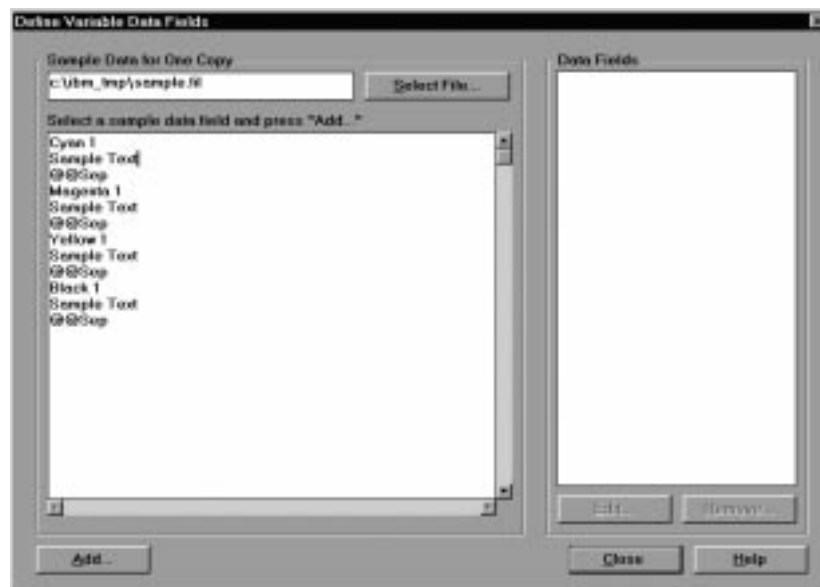 Define Variable Data Fields
Sample Data for One Copy
c:\ibm_tmp\sample.fil
Select File...
Select a sample data field and press "Add..."
Cyan 1
Sample Text
@@Sep
Magenta 1
Sample Text
@@Sep
Yellow 1
Sample Text
@@Sep
Black 1
Sample Text
@@Sep
Data Fields
Edit...
Remove...
Add...
Close
Help